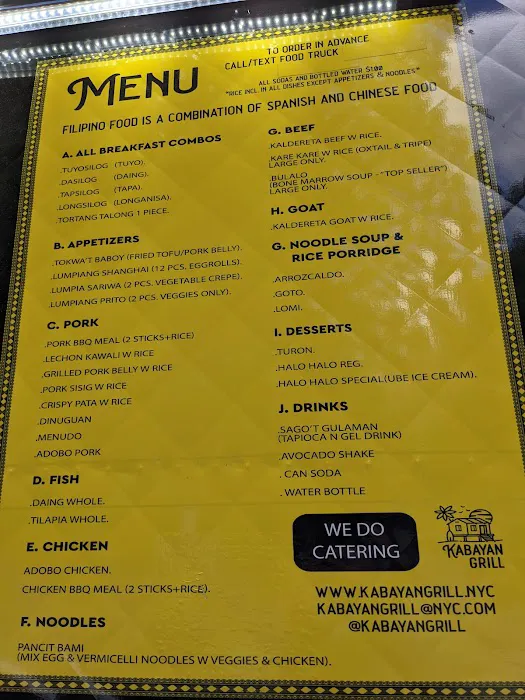 MENU
TO ORDER IN ADVANCE
CALL/TEXT FOOD TRUCK
ALL SODAS AND BOTTLED WATER $1.00
*RICE INCL IN ALL DISHES EXCEPT APPETIZERS & NOODLES*
FILIPINO FOOD IS A COMBINATION OF SPANISH AND CHINESE FOOD
A. ALL BREAKFAST COMBOS
.TUYOSILOG (TUYO).
.DASILOG (DAING).
.TAPSILOG (TAPA).
.LONGSILOG (LONGANISA).
.TORTANG TALONG 1 PIECE.
B. APPETIZERS
.TOKWA'T BABOY (FRIED TOFU/PORK BELLY).
.LUMPIANG SHANGHAI (12 PCS. EGGROLLS).
.LUMPIA SARIWA (2 PCS. VEGETABLE CREPE).
.LUMPIANG PRITO (2 PCS. VEGGIES ONLY).
C. PORK
.PORK BBQ MEAL (2 STICKS+RICE)
.LECHON KAWALI W RICE
.GRILLED PORK BELLY W RICE
.PORK SISIG W RICE
.CRISPY PATA W RICE
.DINUGUAN
.MENUDO
.ADOBO PORK
D. FISH
.DAING WHOLE.
.TILAPIA WHOLE.
E. CHICKEN
ADOBO CHICKEN.
CHICKEN BBQ MEAL (2 STICKS+RICE).
F. NOODLES
PANCIT BAMI
(MIX EGG & VERMICELLI NOODLES W VEGGIES & CHICKEN).
G. BEEF
.KALDERETA BEEF W RICE.
.KARE KARE W RICE (OXTAIL & TRIPE)
LARGE ONLY.
.BULALO
(BONE MARROW SOUP - "TOP SELLER")
LARGE ONLY.
H. GOAT
.KALDERETA GOAT W RICE.
G. NOODLE SOUP &
RICE PORRIDGE
.ARROZCALDO.
.GOTO.
.LOMI.
I. DESSERTS
.TURON.
.HALO HALO REG.
.HALO HALO SPECIAL(UBE ICE CREAM).
J. DRINKS
.SAGO'T GULAMAN
(TAPIOCA N GEL DRINK)
.AVOCADO SHAKE
. CAN SODA
. WATER BOTTLE
WE DO
CATERING
KABAYAN
GRILL
WWW.KABAYANGRILL.NYC
KABAYANGRILL@NYC.COM
@KABAYANGRILL